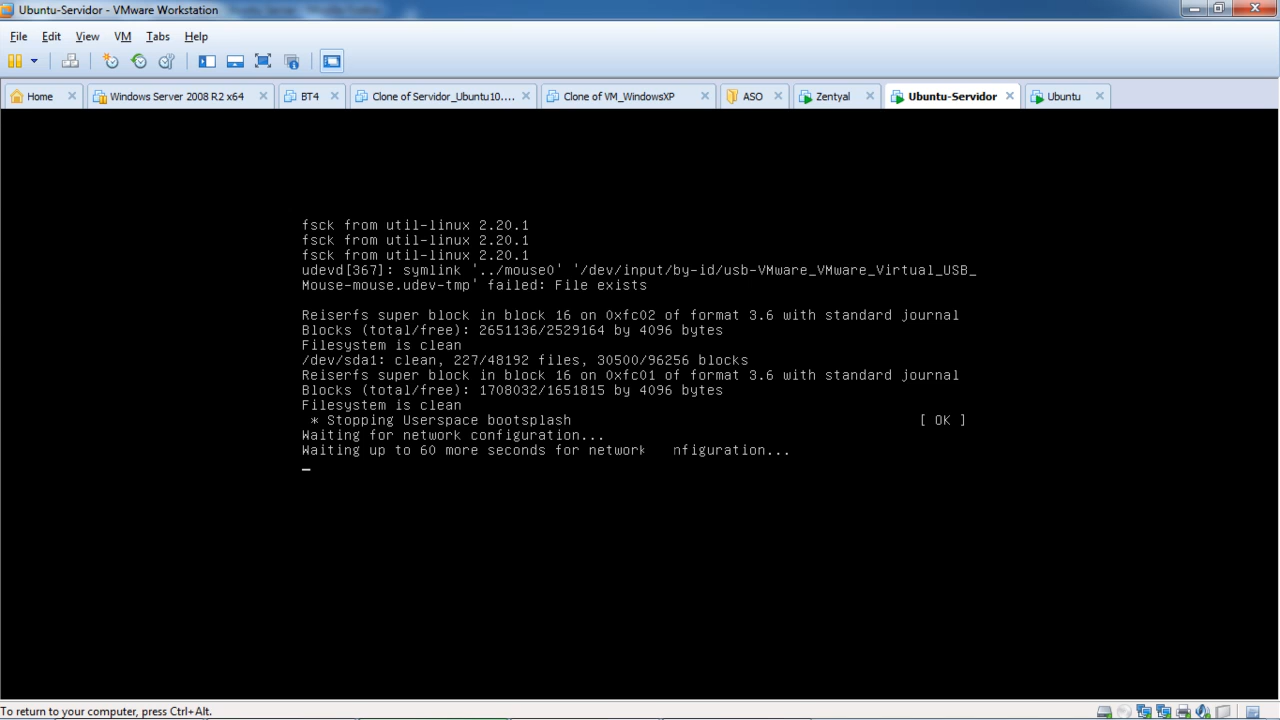 Ubuntu-Servidor - VMware Workstation
File Edit View VM Tabs Help
Home Windows Server 2008 R2 x64 BT4 Clone of Servidor_Ubuntu10.... Clone of VM_WindowsXP ASO Zentyal Ubuntu-Servidor Ubuntu
fsck from util-linux 2.20.1
fsck from util-linux 2.20.1
fsck from util-linux 2.20.1
udevd[367]: symlink '../mouse0' '/dev/input/by-id/usb-VMware_VMware_Virtual_USB_
Mouse-mouse.udev-tmp' failed: File exists
Reiserfs super block in block 16 on 0xfc02 of format 3.6 with standard journal
Blocks (total/free): 2651136/2529164 by 4096 bytes
Filesystem is clean
/dev/sda1: clean, 227/48192 files, 30500/96256 blocks
Reiserfs super block in block 16 on 0xfc01 of format 3.6 with standard journal
Blocks (total/free): 1708032/1651815 by 4096 bytes
Filesystem is clean
* Stopping Userspace bootsplash [ OK ]
Waiting for network configuration...
Waiting up to 60 more seconds for network nfiguration...
To return to your computer, press Ctrl+Alt.